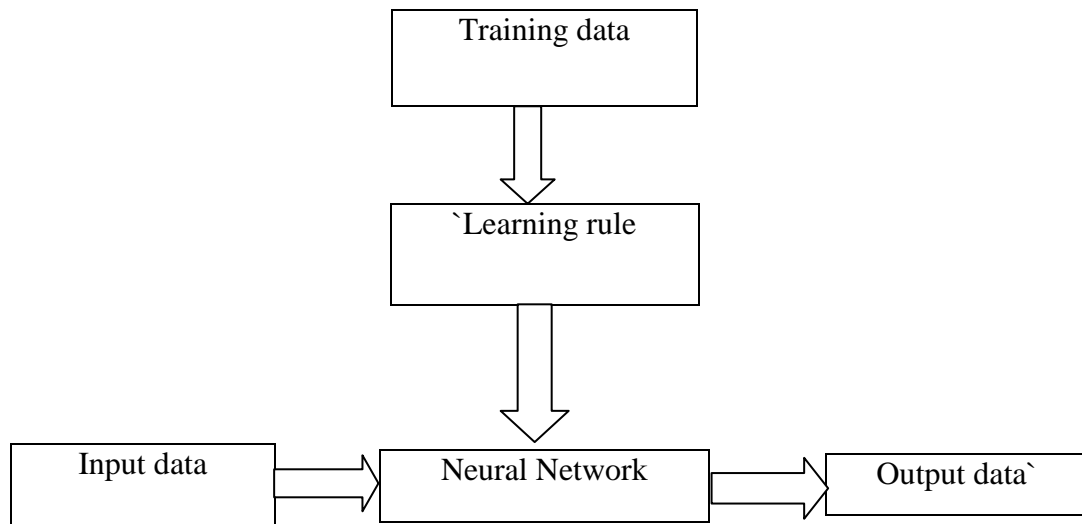 Training data
`Learning rule
Input data
Neural Network
Output data`